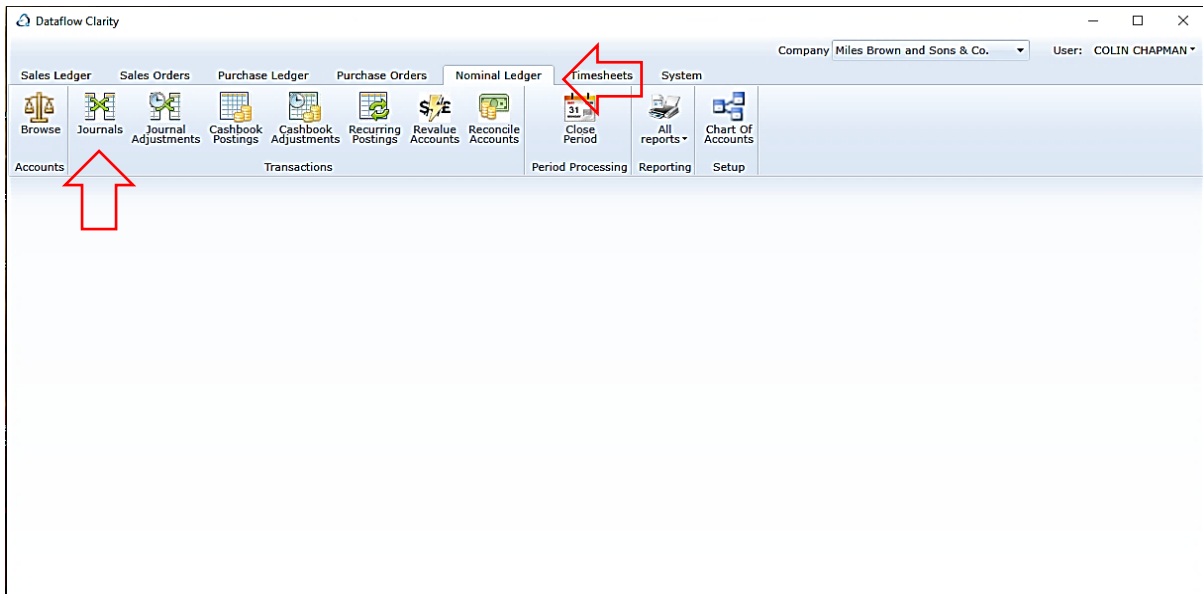 Dataflow Clarity
Company Miles Brown and Sons & Co. User: COLIN CHAPMAN
Sales Ledger Sales Orders Purchase Ledger Purchase Orders Nominal Ledger Timesheets System
Browse Journals Journal Cashbook Cashbook Recurring Revalue Reconcile Close All Chart Of
Adjustments Postings Adjustments Postings Accounts Accounts Period reports Accounts
31
Accounts Transactions Period Processing Reporting Setup